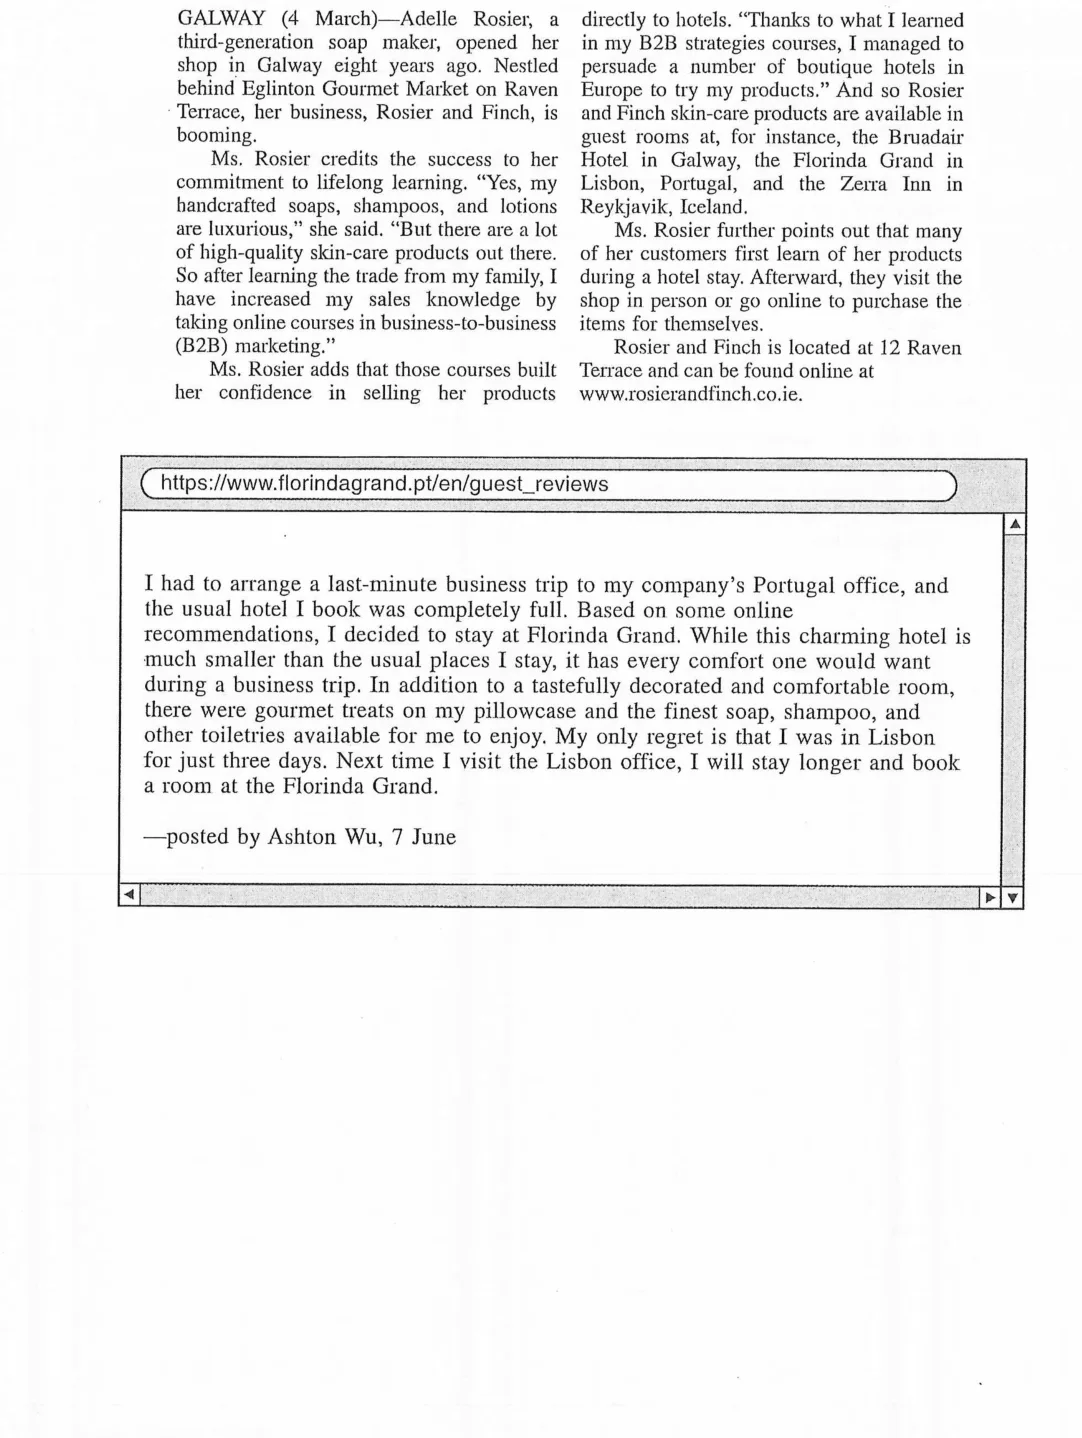 GALWAY (4 March)—Adelle Rosier, a
third-generation soap maker, opened her
shop in Galway eight years ago. Nestled
behind Eglinton Gourmet Market on Raven
Terrace, her business, Rosier and Finch, is
booming.
Ms. Rosier credits the success to her
commitment to lifelong learning. “Yes, my
handcrafted soaps, shampoos, and lotions
are luxurious,” she said. “But there are a lot
of high-quality skin-care products out there.
So after learning the trade from my family, I
have increased my sales knowledge by
taking online courses in business-to-business
(B2B) marketing.”
Ms. Rosier adds that those courses built
her confidence in selling her products
directly to hotels. “Thanks to what I learned
in my B2B strategies courses, I managed to
persuade a number of boutique hotels in
Europe to try my products.” And so Rosier
and Finch skin-care products are available in
guest rooms at, for instance, the Bruadair
Hotel in Galway, the Florinda Grand in
Lisbon, Portugal, and the Zerra Inn in
Reykjavik, Iceland.
Ms. Rosier further points out that many
of her customers first learn of her products
during a hotel stay. Afterward, they visit the
shop in person or go online to purchase the
items for themselves.
Rosier and Finch is located at 12 Raven
Terrace and can be found online at
www.rosierandfinch.co.ie.
https://www.florindagrand.pt/en/guest_reviews
I had to arrange a last-minute business trip to my company’s Portugal office, and
the usual hotel I book was completely full. Based on some online
recommendations, I decided to stay at Florinda Grand. While this charming hotel is
much smaller than the usual places I stay, it has every comfort one would want
during a business trip. In addition to a tastefully decorated and comfortable room,
there were gourmet treats on my pillowcase and the finest soap, shampoo, and
other toiletries available for me to enjoy. My only regret is that I was in Lisbon
for just three days. Next time I visit the Lisbon office, I will stay longer and book
a room at the Florinda Grand.
—posted by Ashton Wu, 7 June